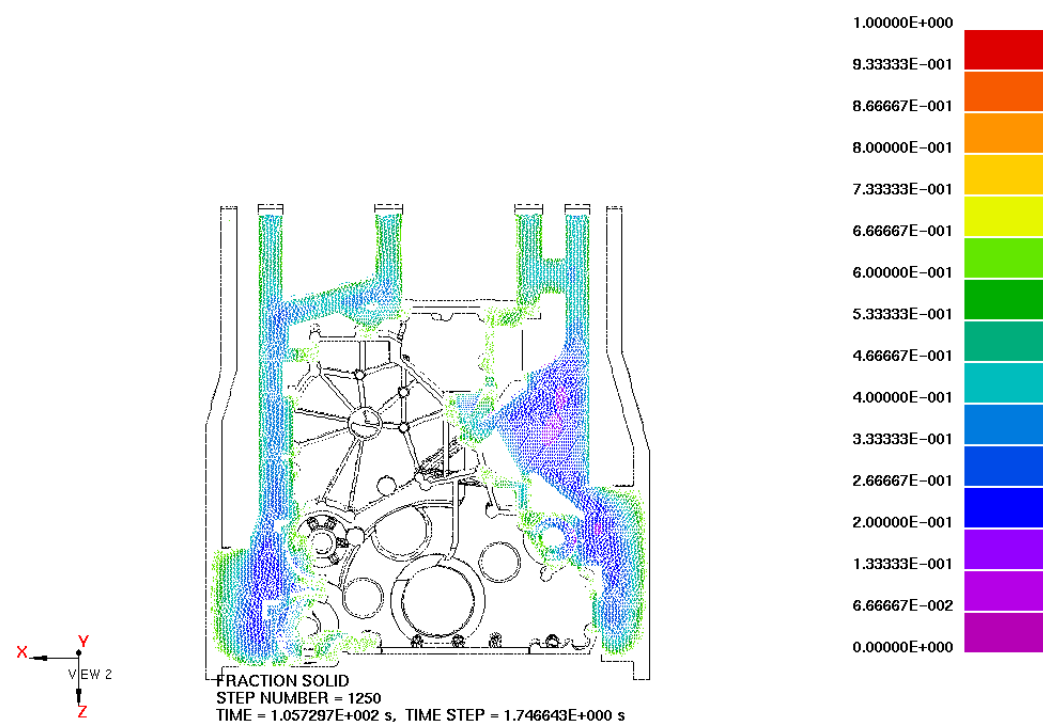 1.00000E+000
9.33333E-001
8.66667E-001
8.00000E-001
7.33333E-001
6.66667E-001
6.00000E-001
5.33333E-001
4.66667E-001
4.00000E-001
3.33333E-001
2.66667E-001
2.00000E-001
1.33333E-001
6.66667E-002
0.00000E+000
Y
X
VIEW 2
Z
FRACTION SOLID
STEP NUMBER = 1250
TIME = 1.057297E+002 s, TIME STEP = 1.746643E+000 s